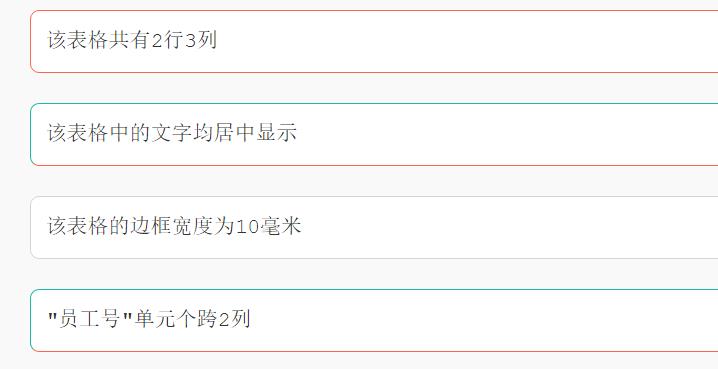 该表格共有2行3列
该表格中的文字均居中显示
该表格的边框宽度为10毫米
"员工号"单元个跨2列